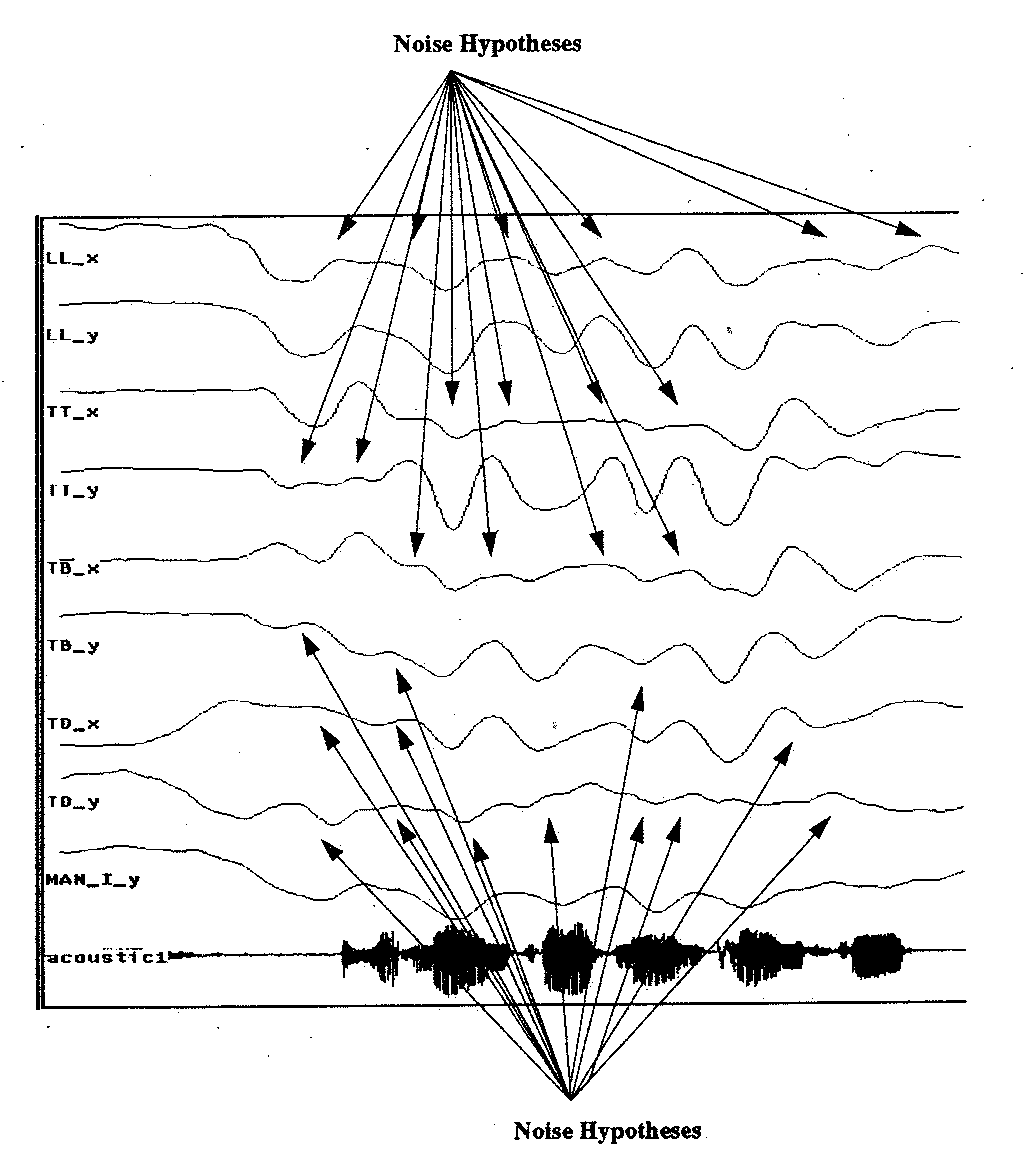 Noise Hypotheses
LL_x
LL_y
TT_x
TT_y
TB_x
TB_y
TD_x
TD_y
MAN_I_y
acoustic1
Noise Hypotheses